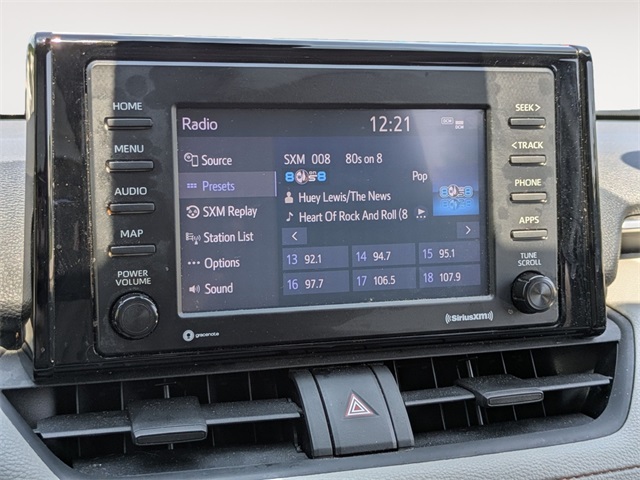 HOME
MENU
AUDIO
MAP
POWER
VOLUME
Radio 12:21
Source
Presets
SXM Replay
Station List
Options
Sound
SXM 008 80s on 8
Pop
Huey Lewis/The News
Heart Of Rock And Roll (8
13 92.1 14 94.7 15 95.1
16 97.7 17 106.5 18 107.9
SEEK >
< TRACK
PHONE
APPS
TUNE
SCROLL
gracenote
SiriusXM